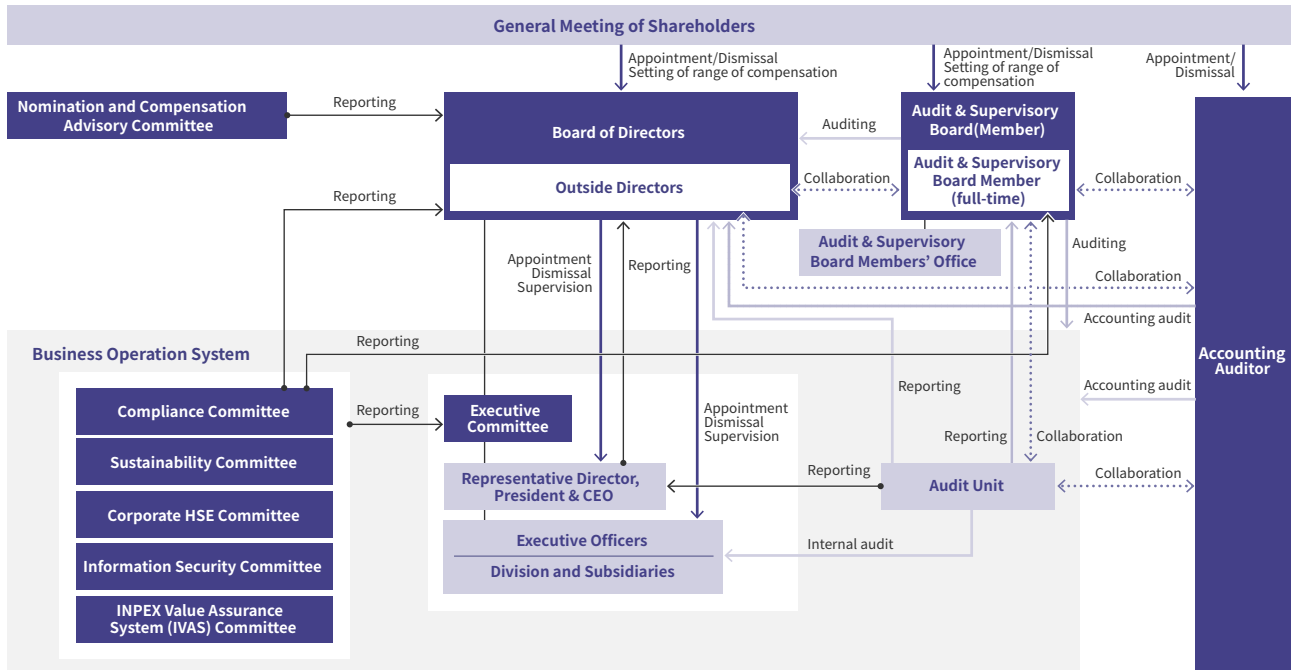 General Meeting of Shareholders
Appointment/Dismissal
Setting of range of compensation
Appointment/Dismissal
Setting of range of
compensation
Appointment/
Dismissal
Nomination and Compensation
Advisory Committee
Reporting
Board of Directors
Auditing
Audit & Supervisory
Board(Member)
Outside Directors
Collaboration
Audit & Supervisory
Board Member
(full-time)
Collaboration
Reporting
Audit & Supervisory
Board Members’ Office
Auditing
Appointment
Dismissal
Supervision
Reporting
Collaboration
Accounting audit
Business Operation System
Reporting
Accounting
Auditor
Compliance Committee
Reporting
Executive
Committee
Appointment
Dismissal
Supervision
Reporting
Accounting audit
Reporting
Collaboration
Sustainability Committee
Representative Director,
President & CEO
Reporting
Audit Unit
Collaboration
Corporate HSE Committee
Executive Officers
Internal audit
Information Security Committee
Division and Subsidiaries
INPEX Value Assurance
System (IVAS) Committee